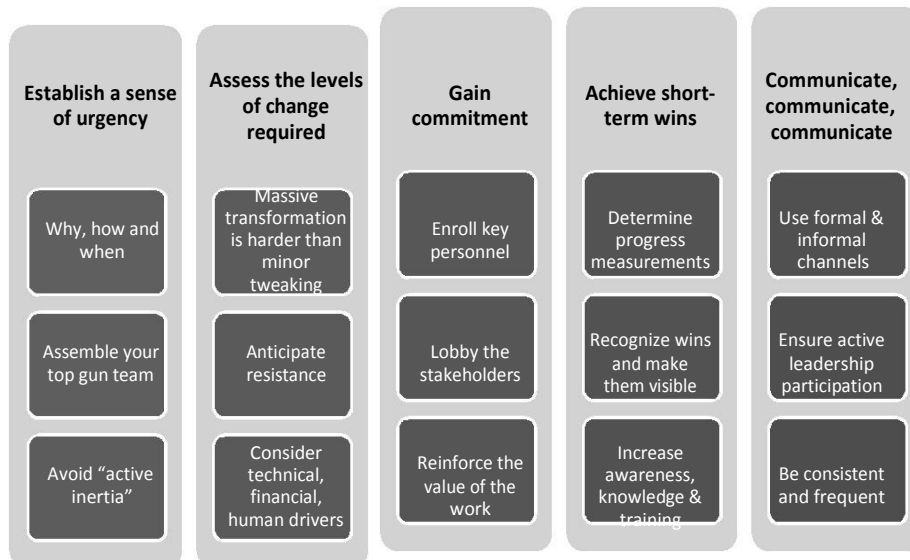 Establish a sense
of urgency
Why, how and
when
Assemble your
top gun team
Avoid “active
inertia”
Assess the levels
of change
required
Massive
transformation
is harder than
minor
tweaking
Anticipate
resistance
Consider
technical,
financial,
human drivers
Gain
commitment
Enroll key
personnel
Lobby the
stakeholders
Reinforce the
value of the
work
Achieve short-
term wins
Determine
progress
measurements
Recognize wins
and make
them visible
Increase
awareness,
knowledge &
training
Communicate,
communicate,
communicate
Use formal &
informal
channels
Ensure active
leadership
participation
Be consistent
and frequent